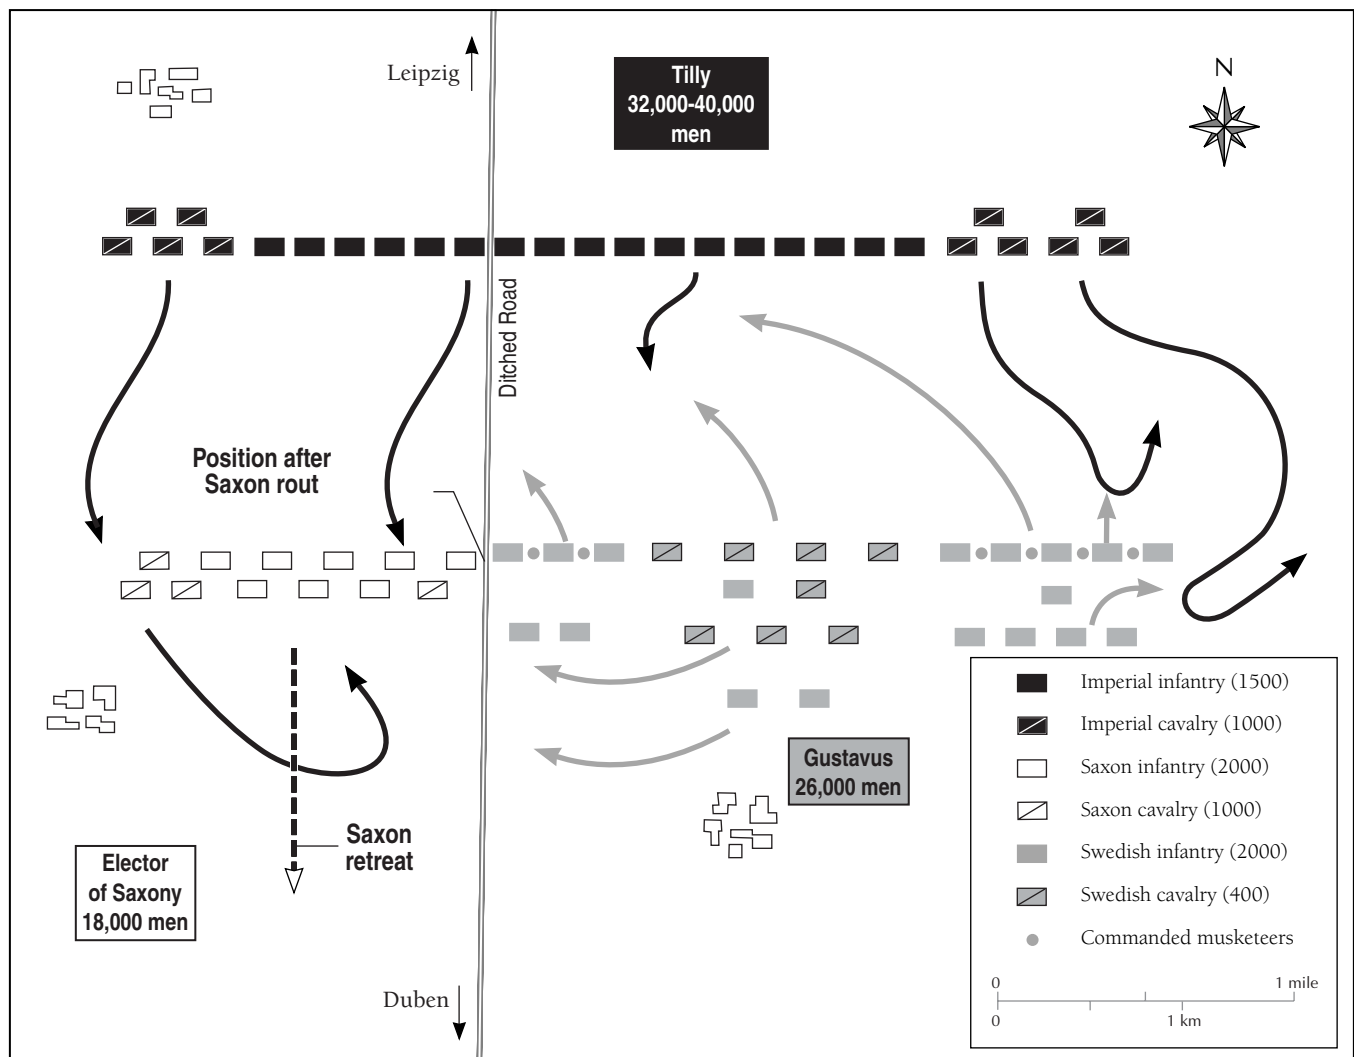 Leipzig
Tilly
32,000-40,000
men
N
Ditched Road
Position after
Saxon rout
Gustavus
26,000 men
Saxon
retreat
Elector
of Saxony
18,000 men
Duben
Imperial infantry (1500)
Imperial cavalry (1000)
Saxon infantry (2000)
Saxon cavalry (1000)
Swedish infantry (2000)
Swedish cavalry (400)
Commanded musketeers
0 1 mile
0 1 km